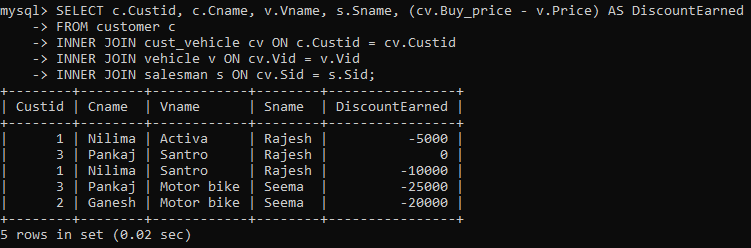 mysql> SELECT c.Custid, c.Cname, v.Vname, s.Sname, (cv.Buy_price - v.Price) AS DiscountEarned
    -> FROM customer c
    -> INNER JOIN cust_vehicle cv ON c.Custid = cv.Custid
    -> INNER JOIN vehicle v ON cv.Vid = v.Vid
    -> INNER JOIN salesman s ON cv.Sid = s.Sid;
+--------+--------+------------+--------+----------------+
| Custid | Cname  | Vname      | Sname  | DiscountEarned |
+--------+--------+------------+--------+----------------+
|      1 | Nilima | Activa     | Rajesh |          -5000 |
|      3 | Pankaj | Santro     | Rajesh |              0 |
|      1 | Nilima | Santro     | Rajesh |         -10000 |
|      3 | Pankaj | Motor bike | Seema  |         -25000 |
|      2 | Ganesh | Motor bike | Seema  |         -20000 |
+--------+--------+------------+--------+----------------+
5 rows in set (0.02 sec)